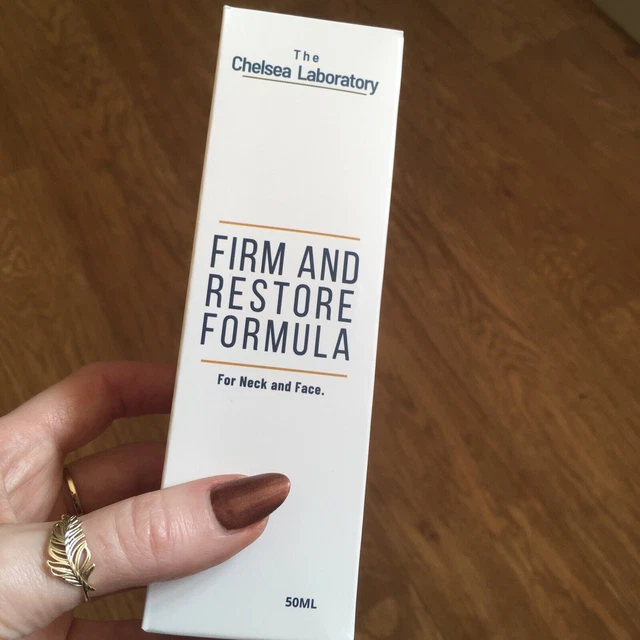 The
Chelsea Laboratory
FIRM AND
RESTORE
FORMULA
For Neck and Face.
50ML